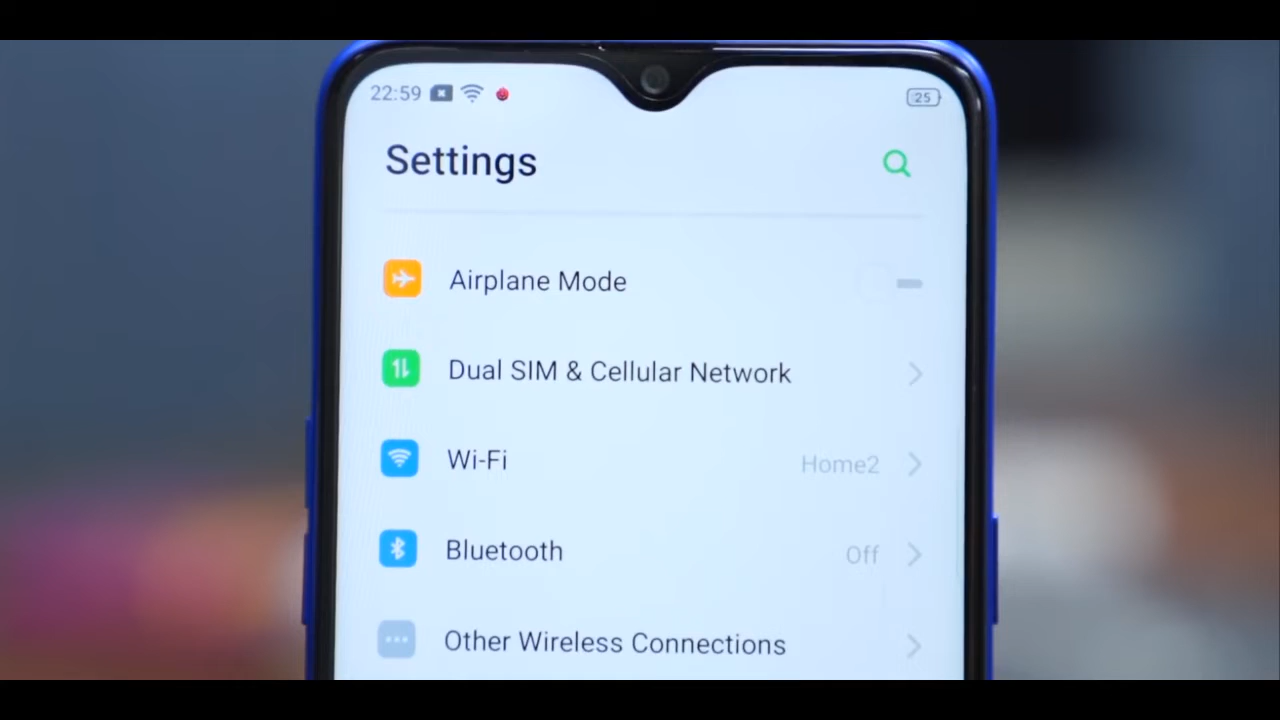 22:59 25
Settings
Airplane Mode
Dual SIM & Cellular Network
Wi-Fi Home2
Bluetooth Off
Other Wireless Connections